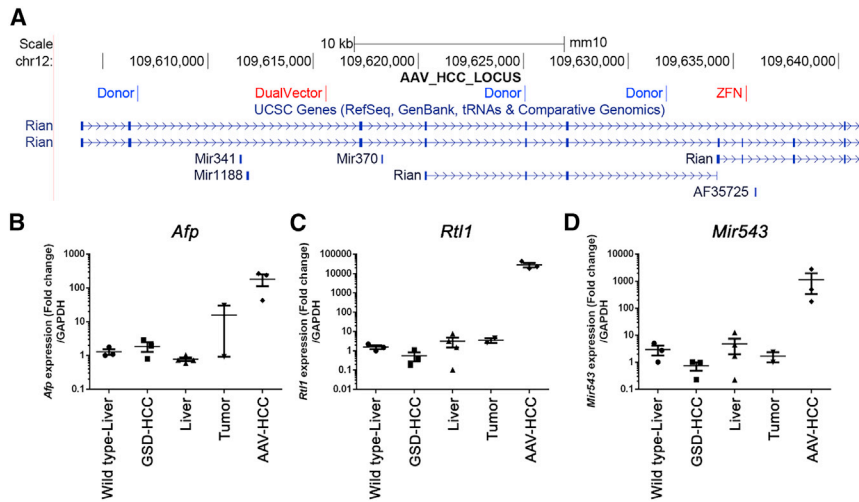 A
Scale 10 kb mm10
chr12: 109,610,000 109,615,000 109,620,000 109,625,000 109,630,000 109,635,000 109,640,000
AAV_HCC_LOCUS
Donor DualVector Donor Donor ZFN
UCSC Genes (RefSeq, GenBank, tRNAs & Comparative Genomics)
Rian
Rian
Mir341 Mir370 Rian
Mir1188 Rian
AF35725
B Afp
Afp expression (Fold change)
/GAPDH
1000
100
10
1
0.1
Wild type-Liver
GSD-HCC
Liver
Tumor
AAV-HCC
C Rtl1
Rtl1 expression (Fold change)
/GAPDH
100000
10000
1000
100
10
1
0.1
0.01
Wild type-Liver
GSD-HCC
Liver
Tumor
AAV-HCC
D Mir543
Mir543 expression (Fold change)
/GAPDH
10000
1000
100
10
1
0.1
Wild type-Liver
GSD-HCC
Liver
Tumor
AAV-HCC